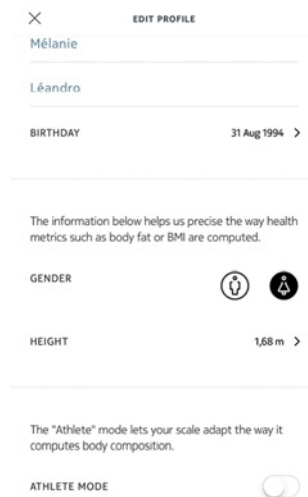 EDIT PROFILE
Mélanie
Léandro
BIRTHDAY
31 Aug 1994
The information below helps us precise the way health
metrics such as body fat or BMI are computed.
GENDER
HEIGHT
1,68 m
The "Athlete" mode lets your scale adapt the way it
computes body composition.
ATHLETE MODE